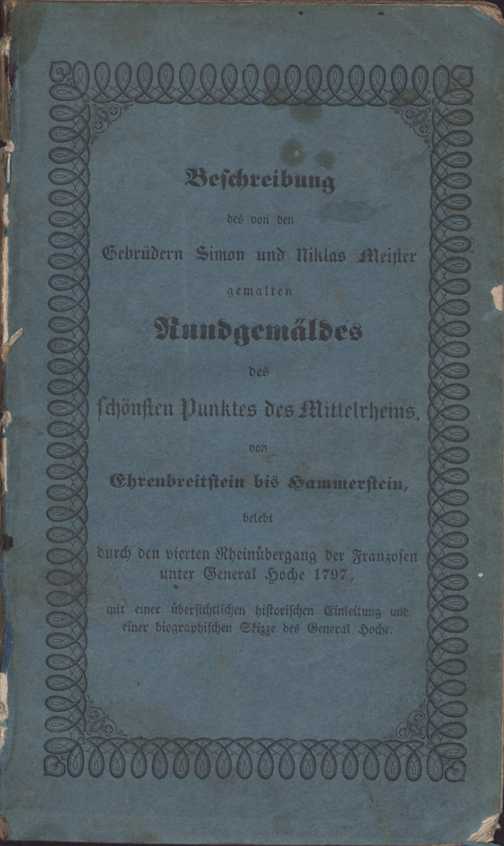 Beschreibung
des von den
Gebrüdern Simon und Niklas Meister
gemalten
Rundgemäldes
des
schönsten Punktes des Mittelrheins,
von
Ehrenbreitstein bis Hammerstein,
belebt
durch den vierten Rheinübergang der Franzosen
unter General Hoche 1797,
mit einer übersichtlichen historischen Einleitung und
einer biographischen Skizze des General Hoche.